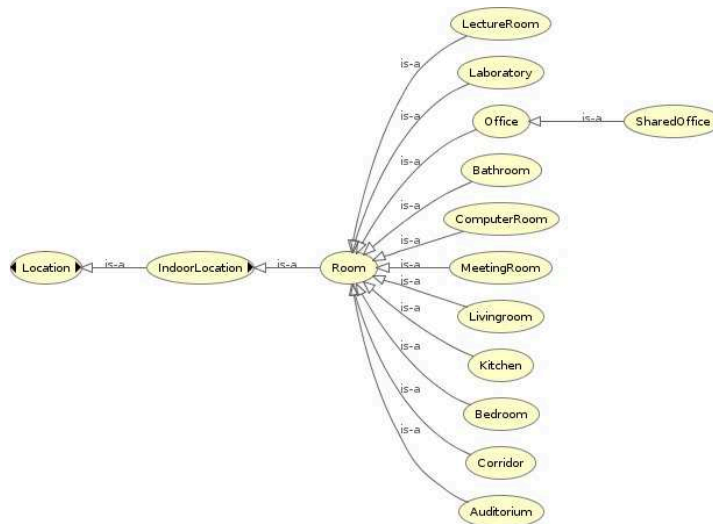 LectureRoom
is-a
Laboratory
is-a
Office
is-a
SharedOffice
is-a
Bathroom
is-a
ComputerRoom
is-a
Location
is-a
IndoorLocation
is-a
Room
is-a
MeetingRoom
is-a
Livingroom
is-a
Kitchen
is-a
Bedroom
is-a
Corridor
is-a
Auditorium